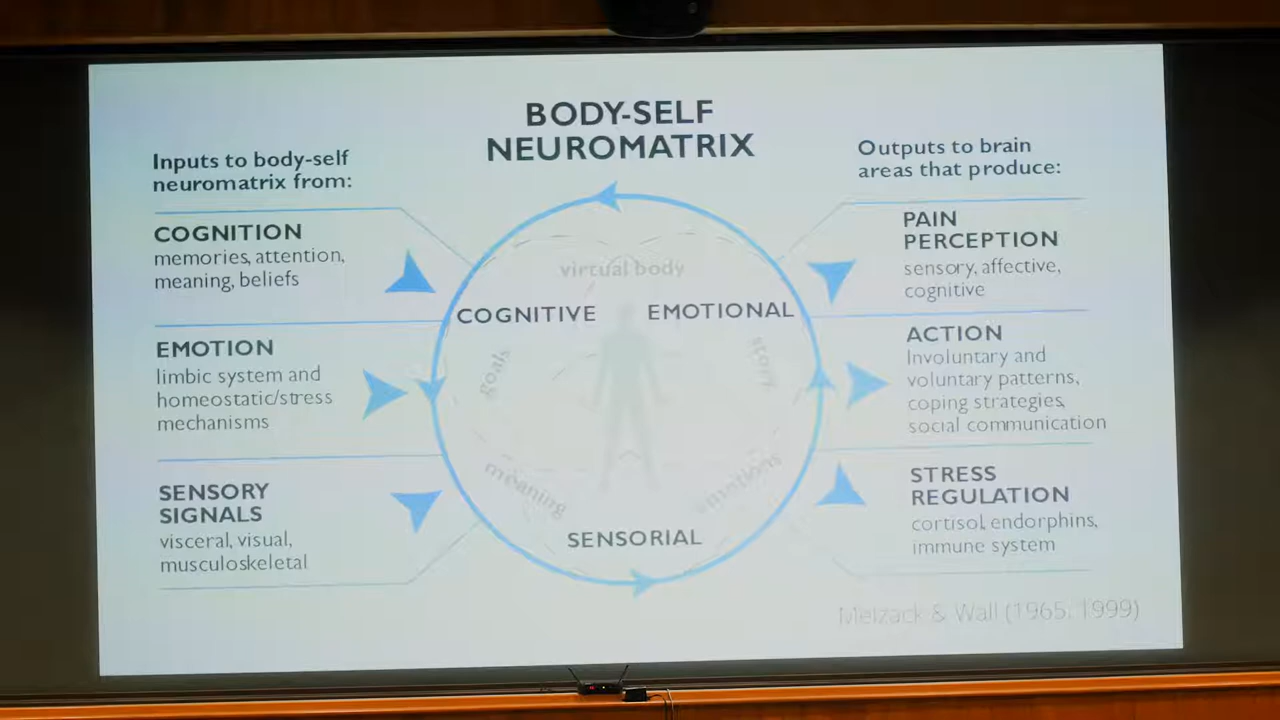 BODY-SELF
NEUROMATRIX
Inputs to body-self
neuromatrix from:
COGNITION
memories, attention,
meaning, beliefs
EMOTION
limbic system and
homeostatic/stress
mechanisms
SENSORY
SIGNALS
visceral, visual,
musculoskeletal
virtual body
COGNITIVE
EMOTIONAL
goals
story
meaning
emotions
SENSORIAL
Outputs to brain
areas that produce:
PAIN
PERCEPTION
sensory, affective,
cognitive
ACTION
Involuntary and
voluntary patterns,
coping strategies,
social communication
STRESS
REGULATION
cortisol, endorphins,
immune system
Melzack & Wall (1965; 1999)